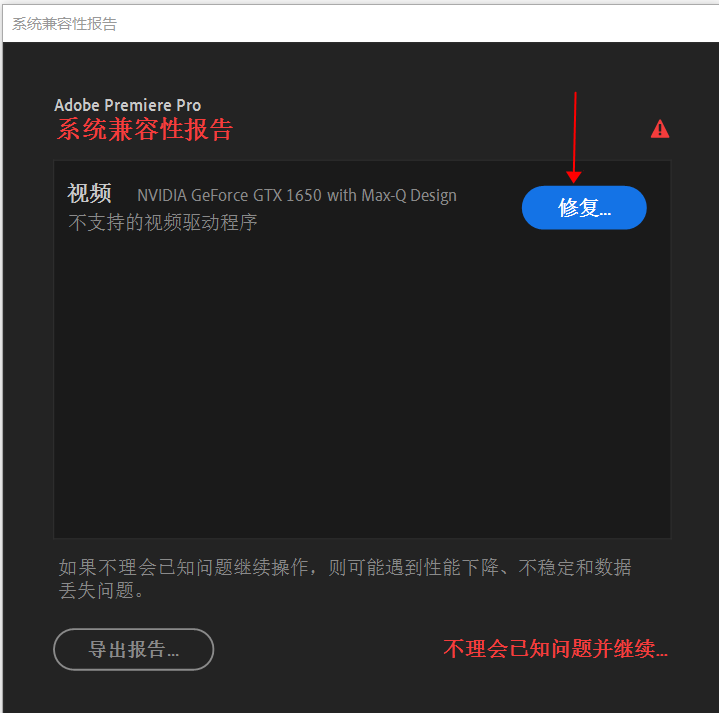 系统兼容性报告
Adobe Premiere Pro
系统兼容性报告
视频 NVIDIA GeForce GTX 1650 with Max-Q Design
不支持的视频驱动程序
修复...
如果不理会已知问题继续操作，则可能遇到性能下降、不稳定和数据
丢失问题。
导出报告...
不理会已知问题并继续...